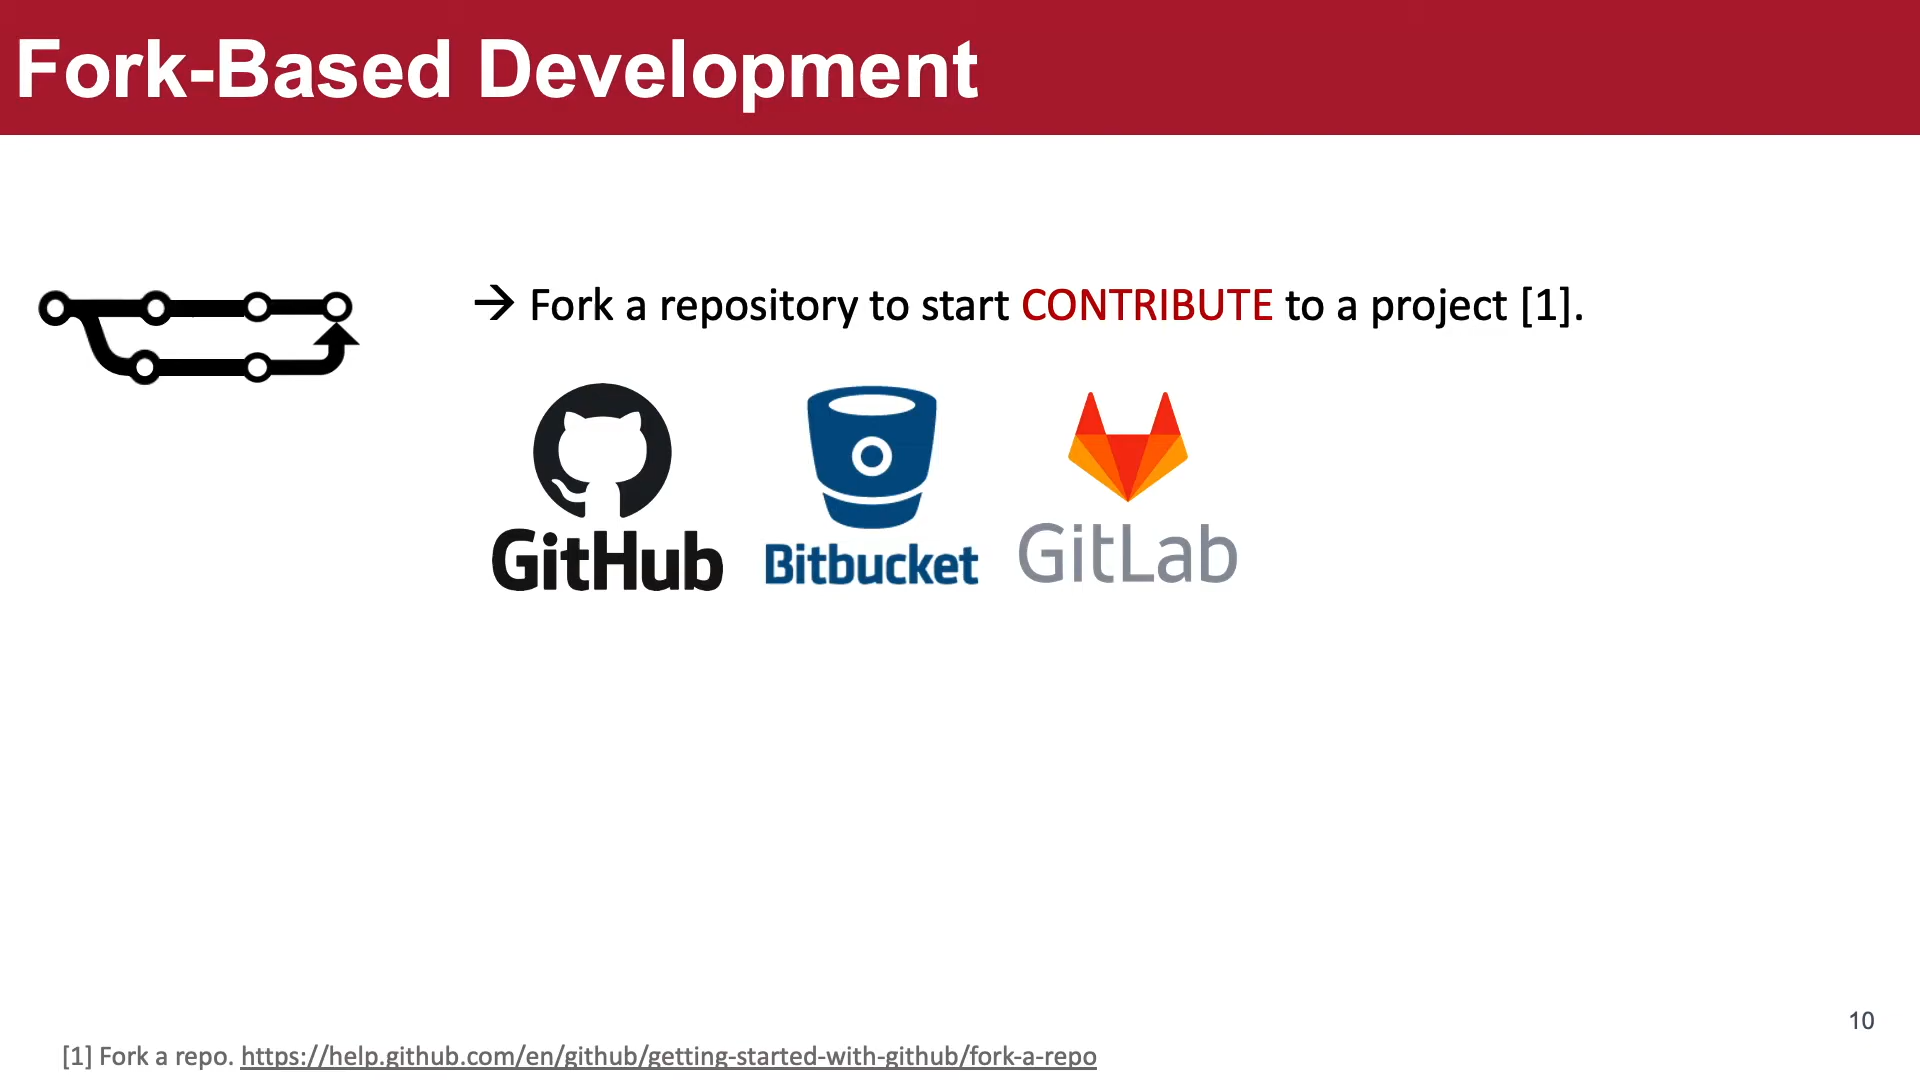 Fork-Based Development
→ Fork a repository to start CONTRIBUTE to a project [1].
GitHub
Bitbucket
GitLab
10
[1] Fork a repo. https://help.github.com/en/github/getting-started-with-github/fork-a-repo